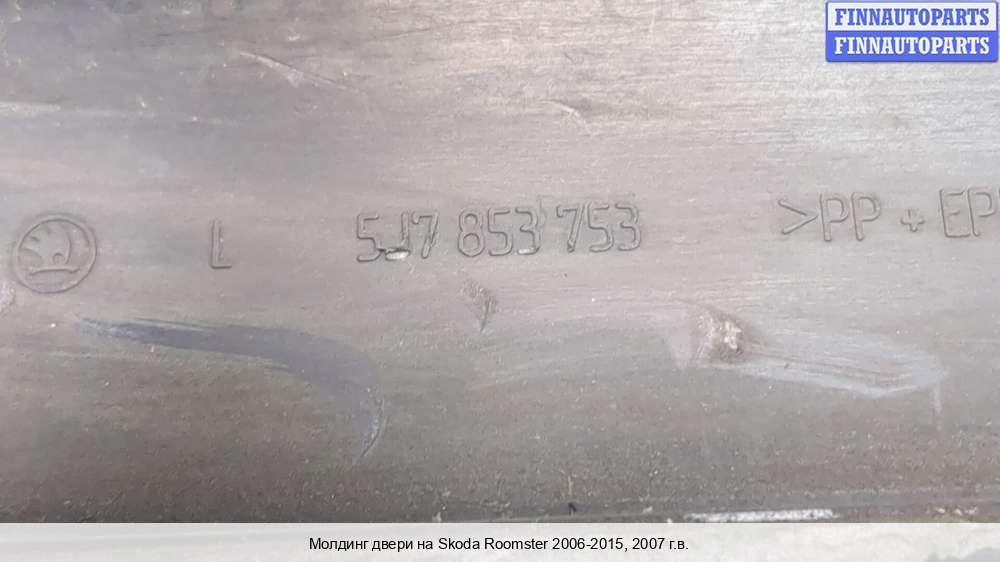 FINNAUTOPARTS
FINNAUTOPARTS
L 5J7 853 753 >PP + EP
Молдинг двери на Skoda Roomster 2006-2015, 2007 г.в.